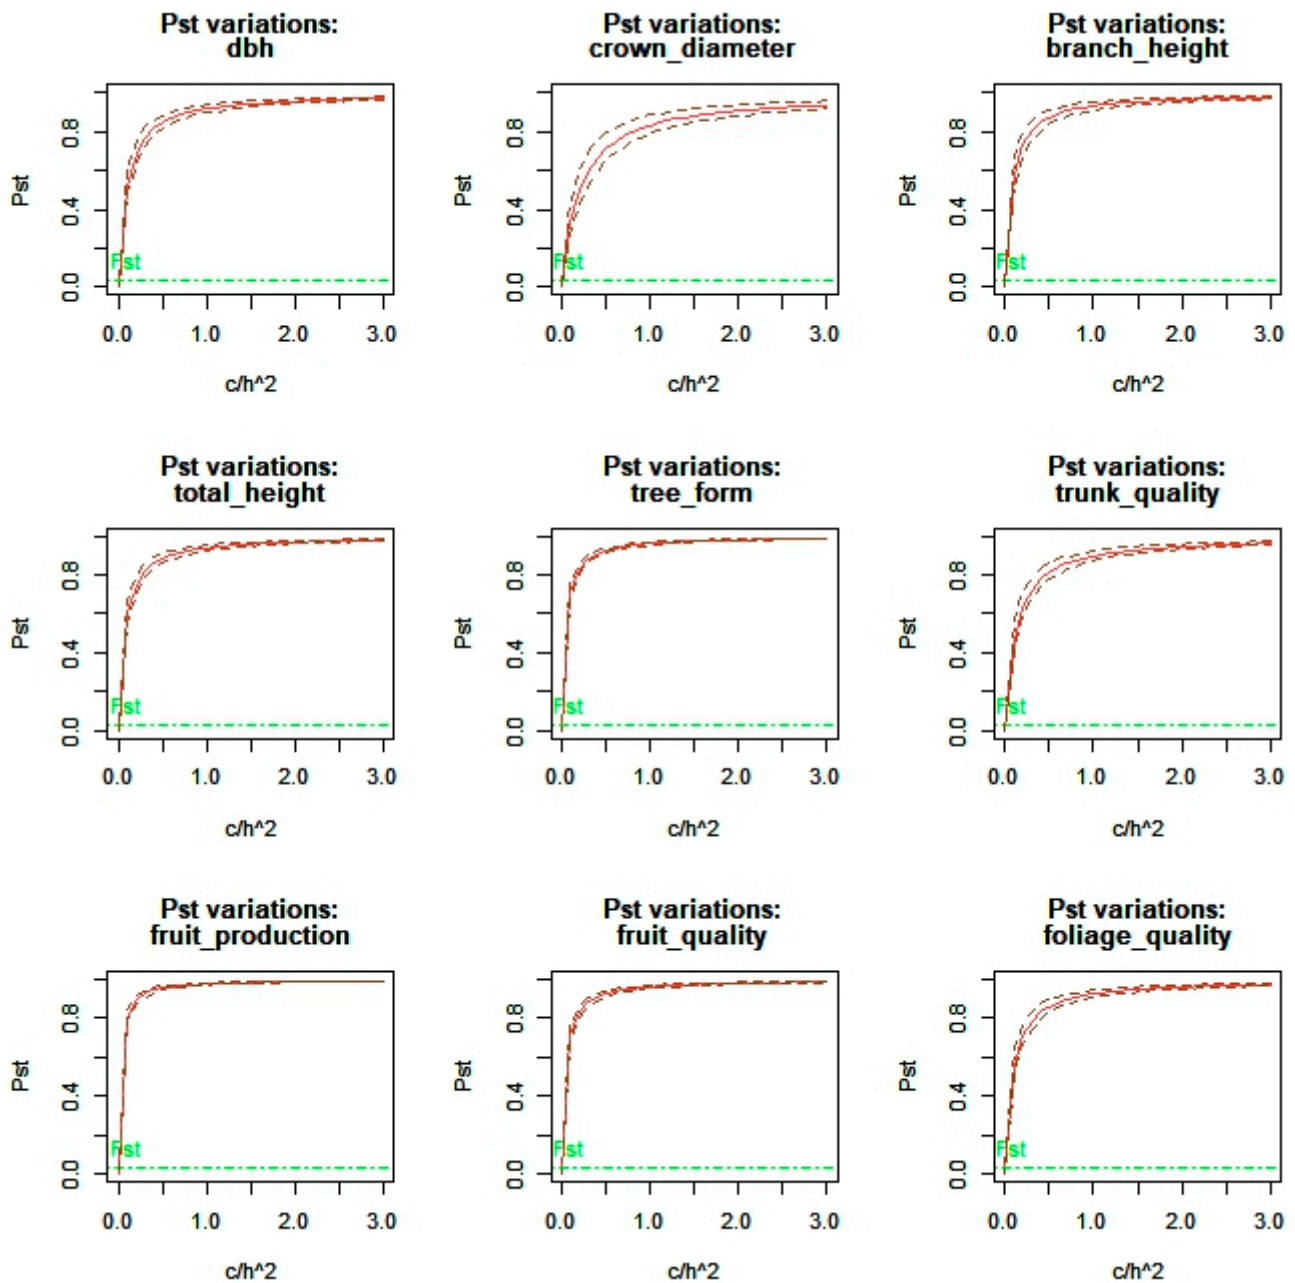 Pst variations:
dbh
Pst
0.0 0.4 0.8
Fst
0.0 1.0 2.0 3.0
c/h^2
Pst variations:
crown_diameter
Pst
0.0 0.4 0.8
Fst
0.0 1.0 2.0 3.0
c/h^2
Pst variations:
branch_height
Pst
0.0 0.4 0.8
Fst
0.0 1.0 2.0 3.0
c/h^2
Pst variations:
total_height
Pst
0.0 0.4 0.8
Fst
0.0 1.0 2.0 3.0
c/h^2
Pst variations:
tree_form
Pst
0.0 0.4 0.8
Fst
0.0 1.0 2.0 3.0
c/h^2
Pst variations:
trunk_quality
Pst
0.0 0.4 0.8
Fst
0.0 1.0 2.0 3.0
c/h^2
Pst variations:
fruit_production
Pst
0.0 0.4 0.8
Fst
0.0 1.0 2.0 3.0
c/h^2
Pst variations:
fruit_quality
Pst
0.0 0.4 0.8
Fst
0.0 1.0 2.0 3.0
c/h^2
Pst variations:
foliage_quality
Pst
0.0 0.4 0.8
Fst
0.0 1.0 2.0 3.0
c/h^2